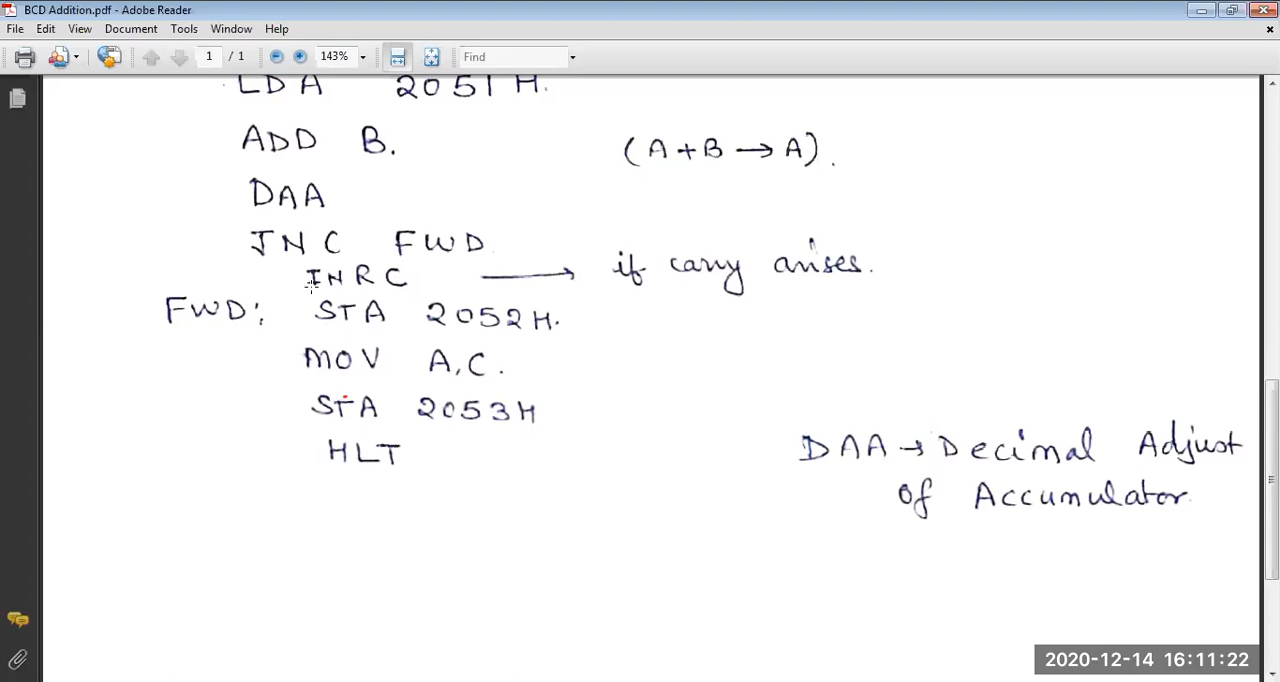 BCD Addition.pdf - Adobe Reader
File Edit View Document Tools Window Help
1 / 1 143% Find
LDA 2051H.
ADD B. (A+B→A).
DAA
JNC FWD
INR C → if carry arises.
FWD: STA 2052H.
MOV A,C.
STA 2053H
HLT
DAA → Decimal Adjust
Of Accumulator.
2020-12-14 16:11:22